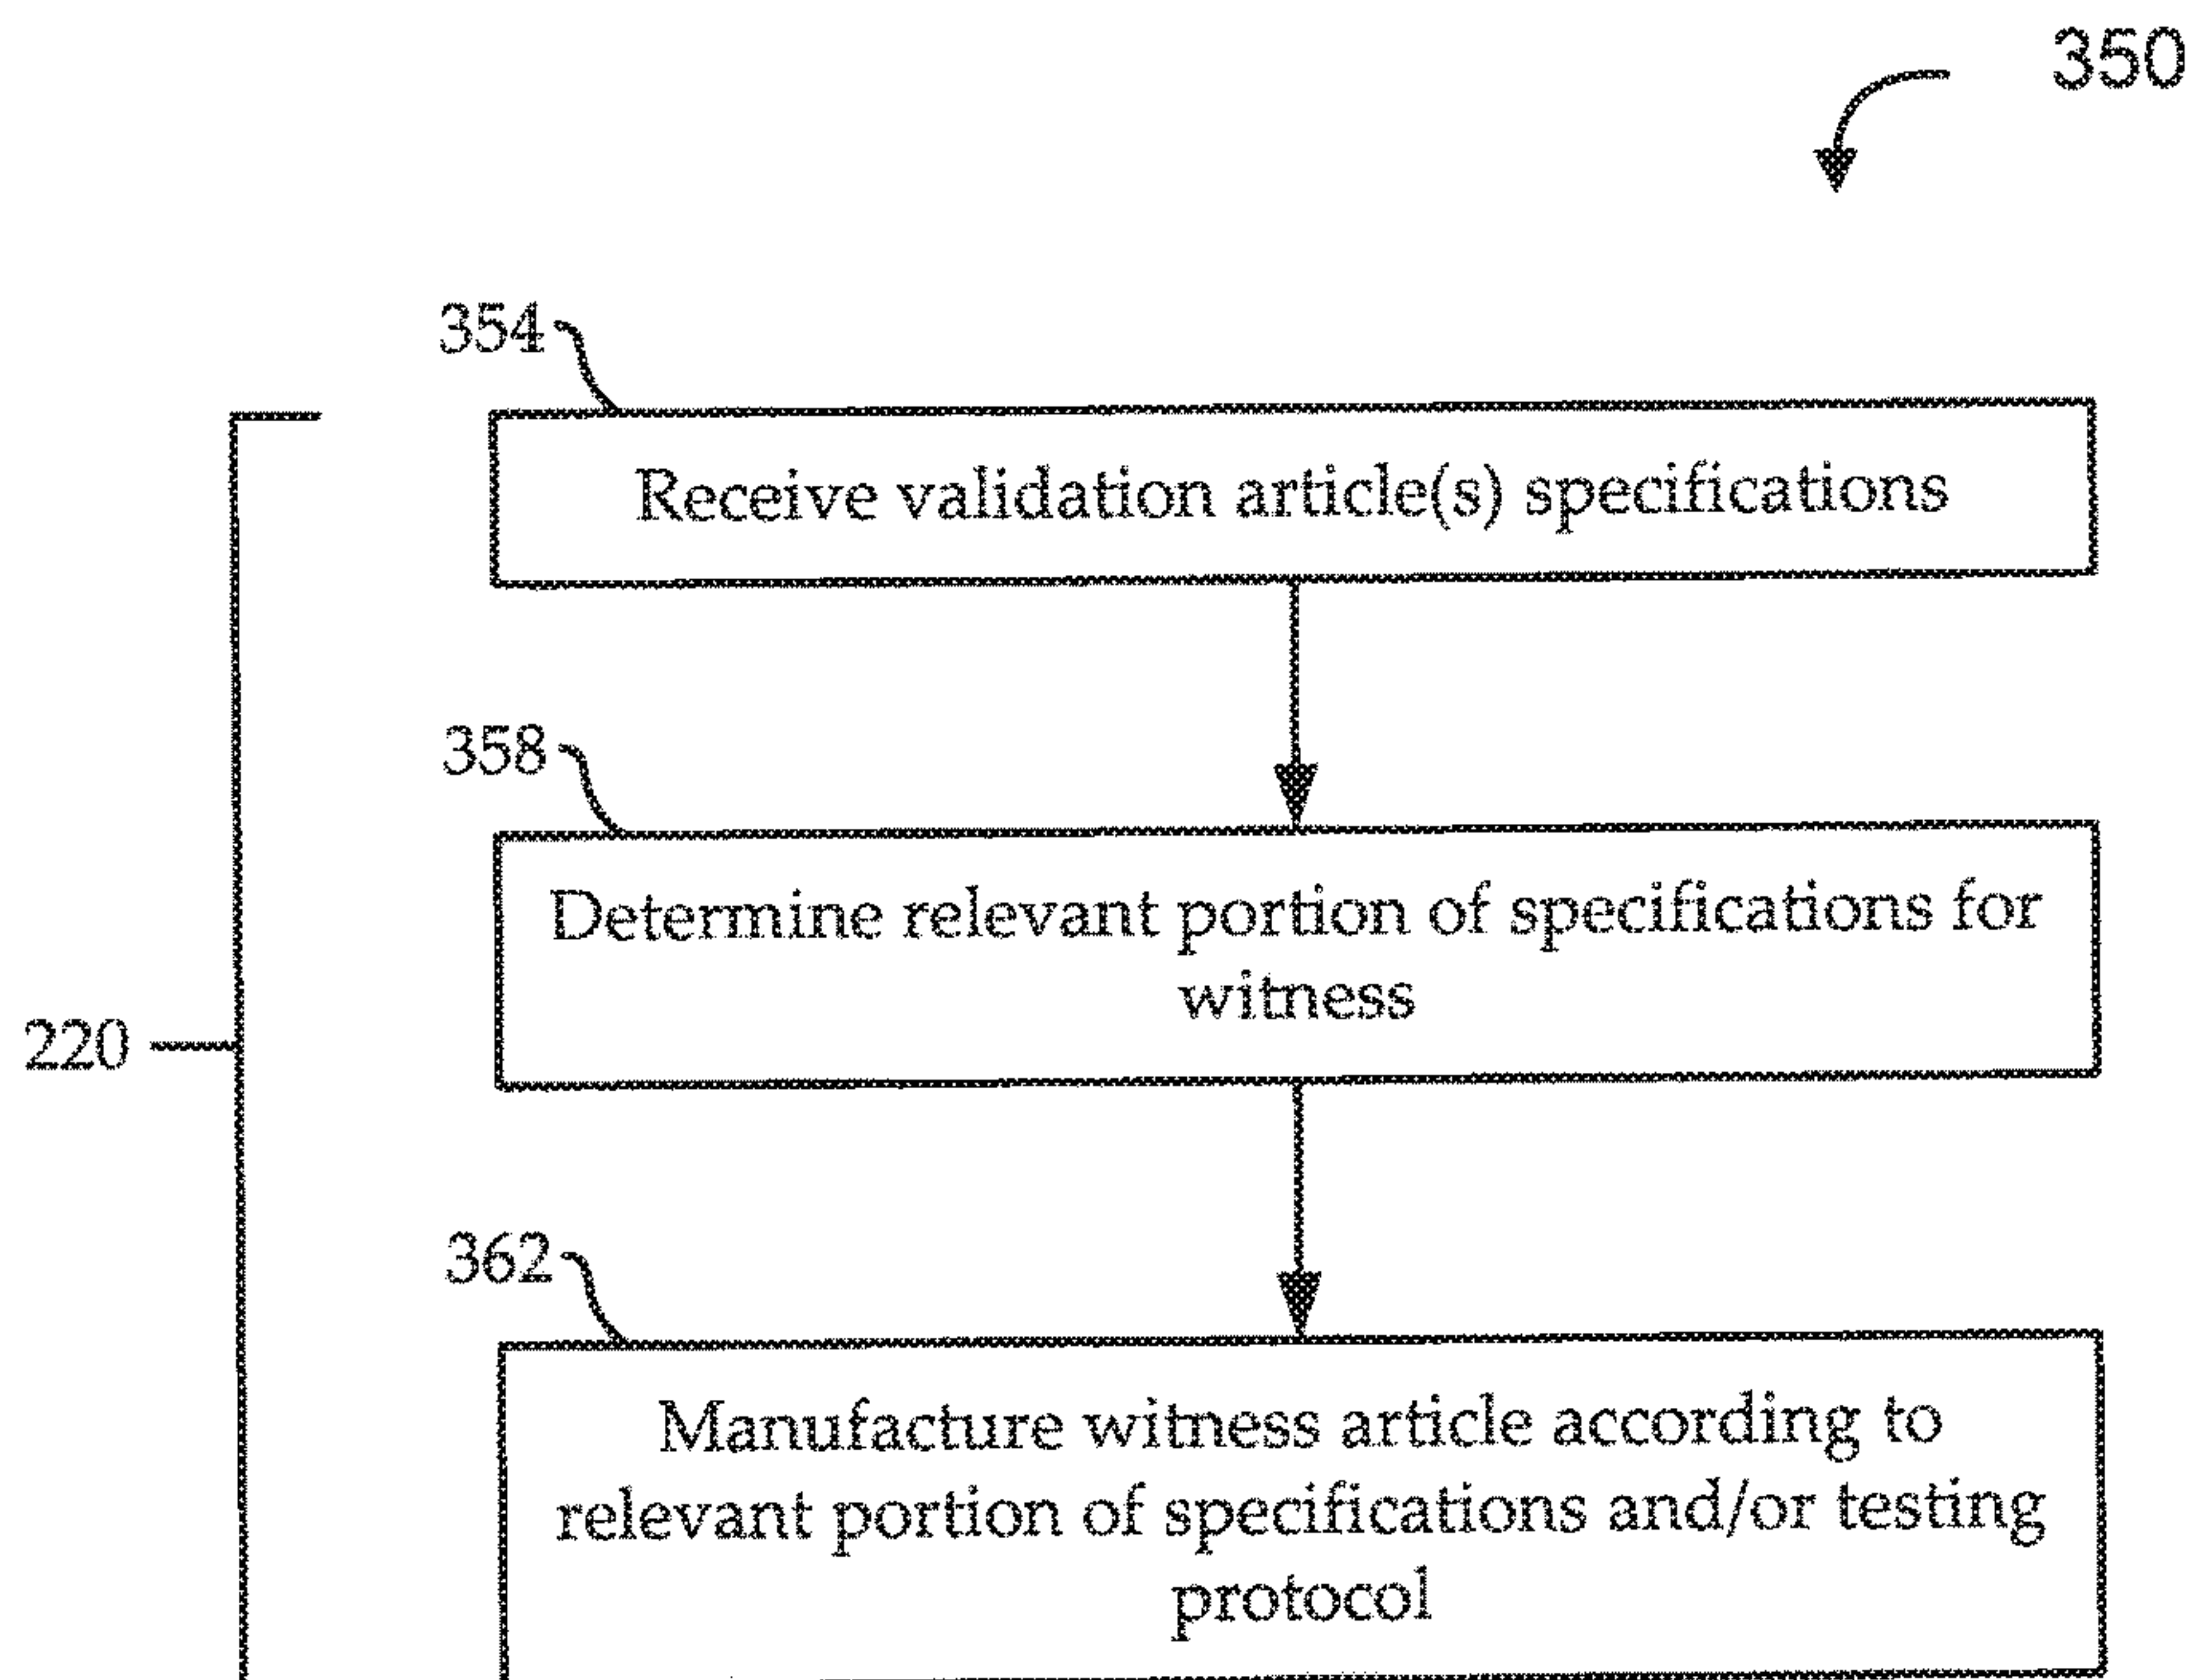 350
354
Receive validation article(s) specifications
358
Determine relevant portion of specifications for
witness
220
362
Manufacture witness article according to
relevant portion of specifications and/or testing
protocol